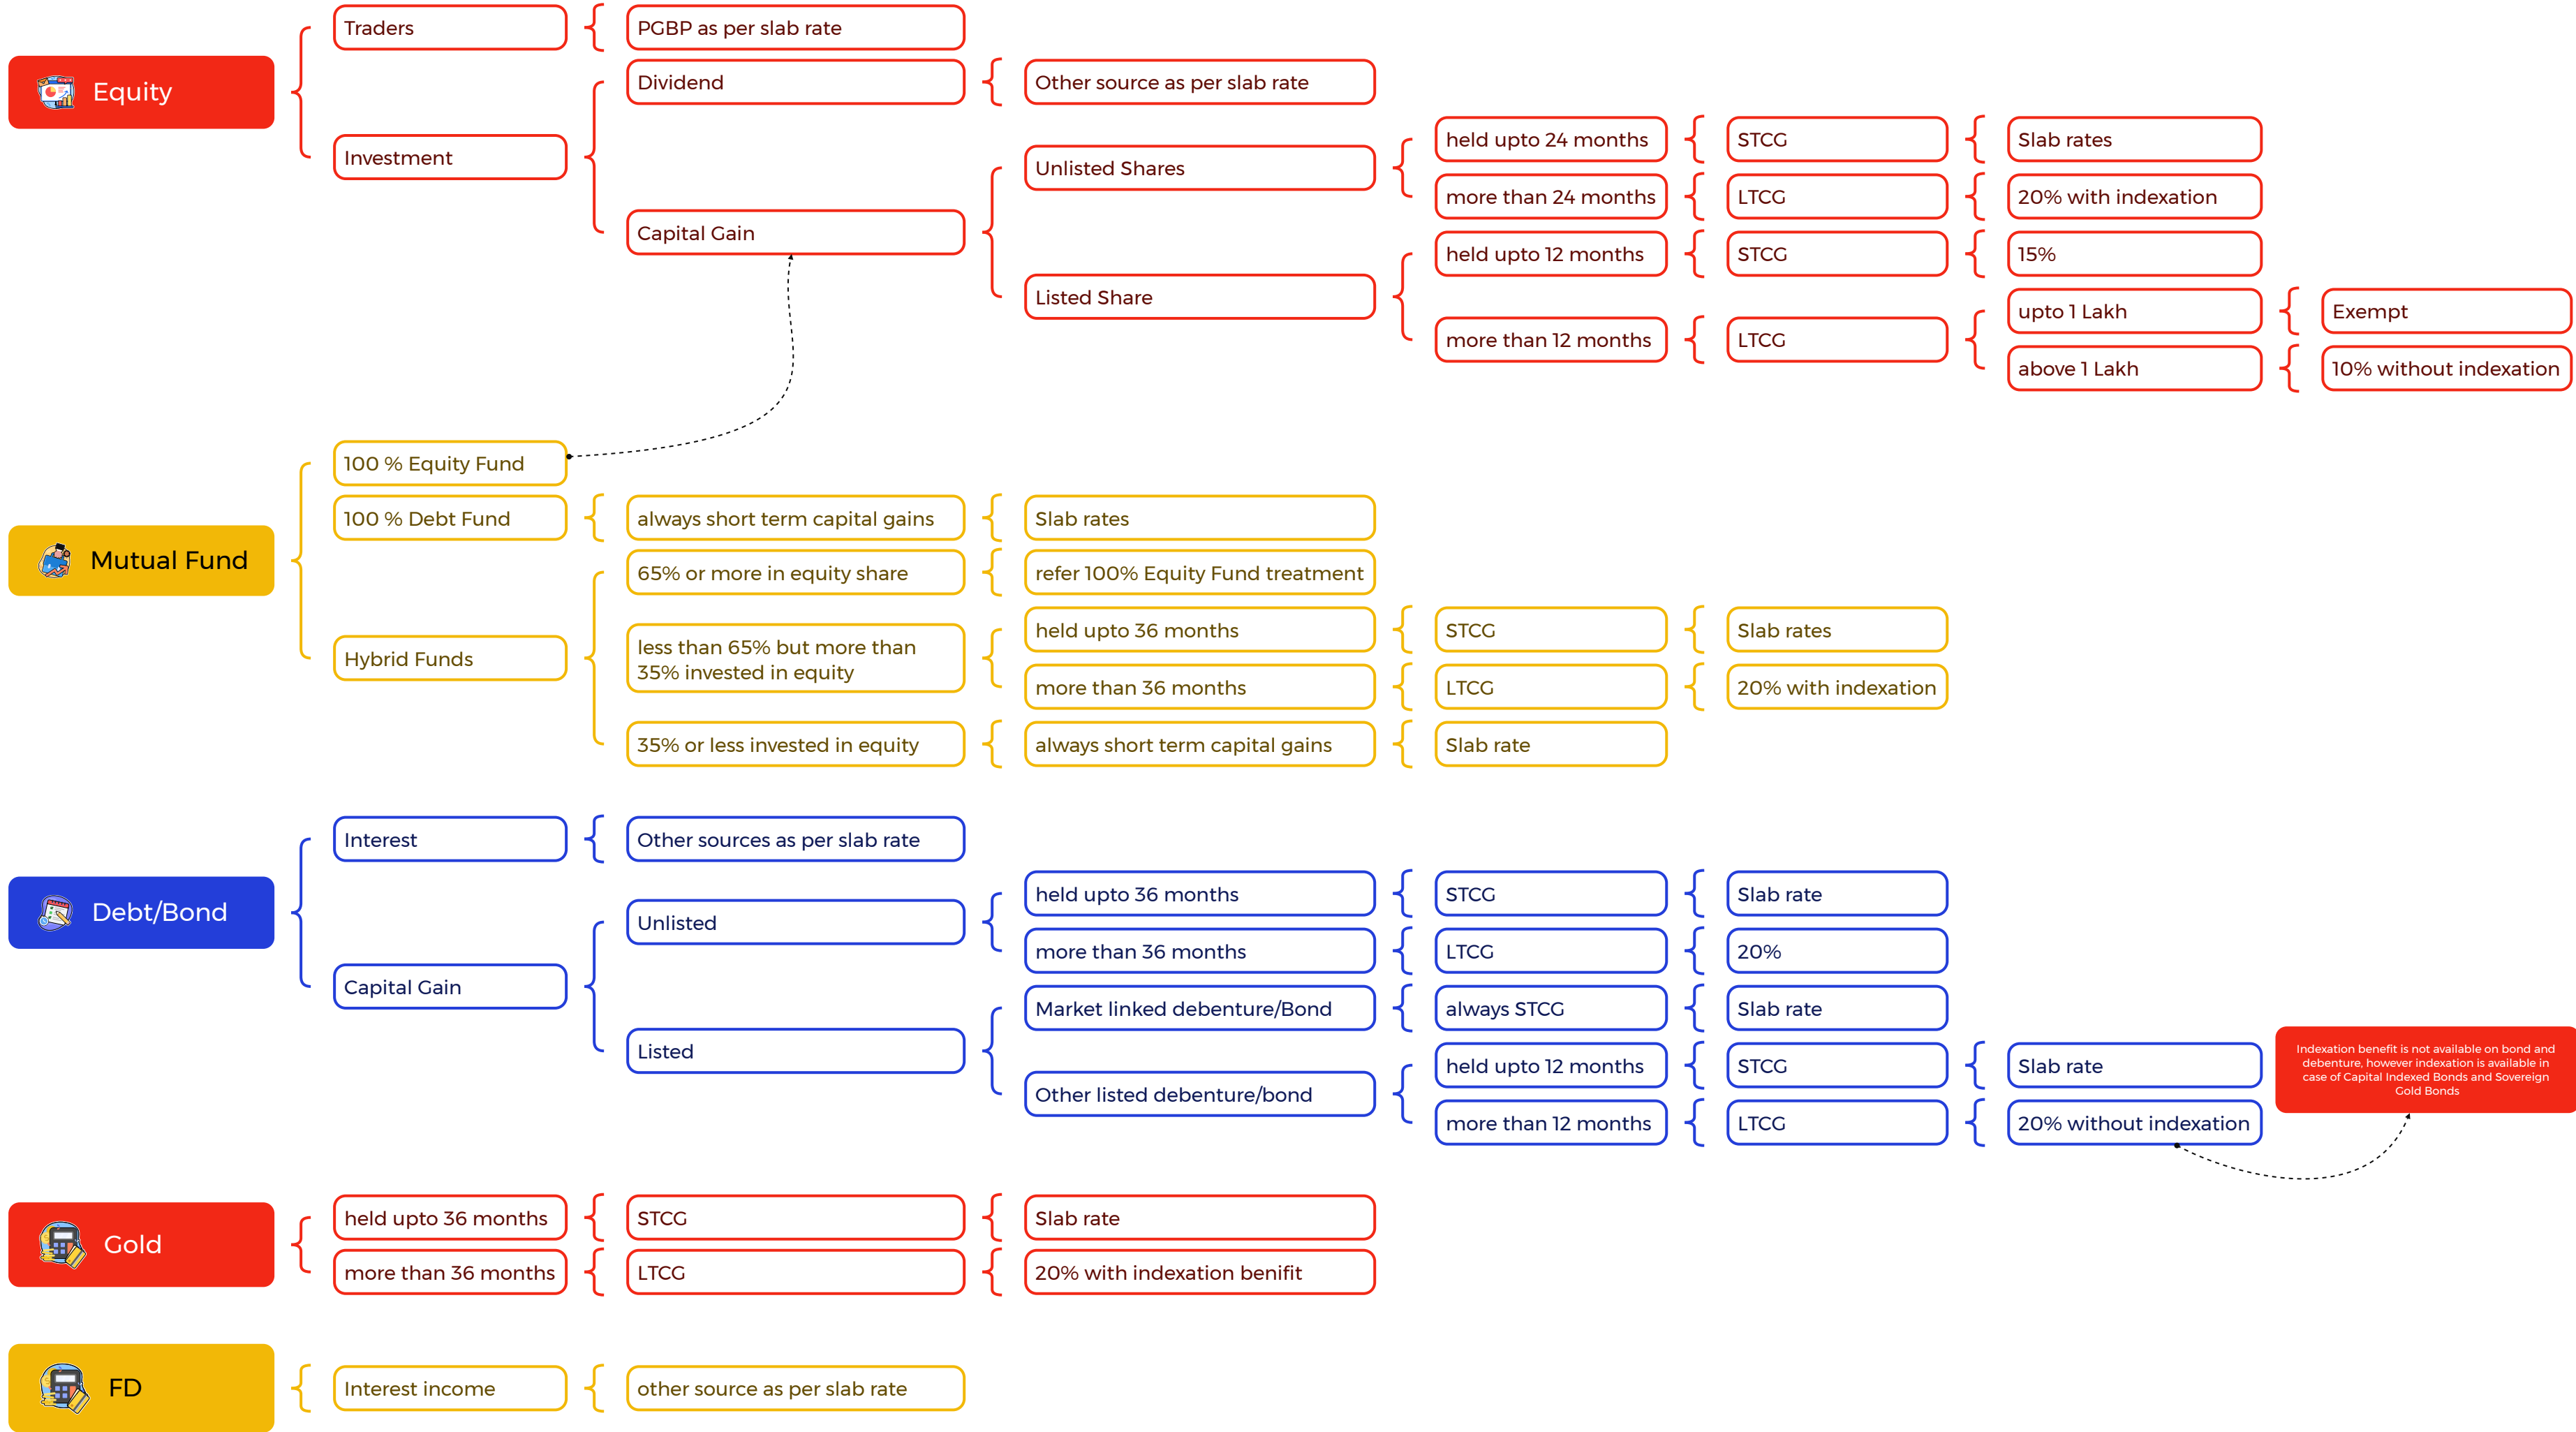 Equity
Traders
PGBP as per slab rate
Investment
Dividend
Other source as per slab rate
Capital Gain
Unlisted Shares
held upto 24 months
STCG
Slab rates
more than 24 months
LTCG
20% with indexation
Listed Share
held upto 12 months
STCG
15%
more than 12 months
LTCG
upto 1 Lakh
Exempt
above 1 Lakh
10% without indexation
Mutual Fund
100 % Equity Fund
100 % Debt Fund
always short term capital gains
Slab rates
Hybrid Funds
65% or more in equity share
refer 100% Equity Fund treatment
less than 65% but more than
35% invested in equity
held upto 36 months
STCG
Slab rates
more than 36 months
LTCG
20% with indexation
35% or less invested in equity
always short term capital gains
Slab rate
Debt/Bond
Interest
Other sources as per slab rate
Capital Gain
Unlisted
held upto 36 months
STCG
Slab rate
more than 36 months
LTCG
20%
Listed
Market linked debenture/Bond
always STCG
Slab rate
Other listed debenture/bond
held upto 12 months
STCG
Slab rate
more than 12 months
LTCG
20% without indexation
Indexation benefit is not available on bond and
debenture, however indexation is available in
case of Capital Indexed Bonds and Sovereign
Gold Bonds
Gold
held upto 36 months
STCG
Slab rate
more than 36 months
LTCG
20% with indexation benifit
FD
Interest income
other source as per slab rate